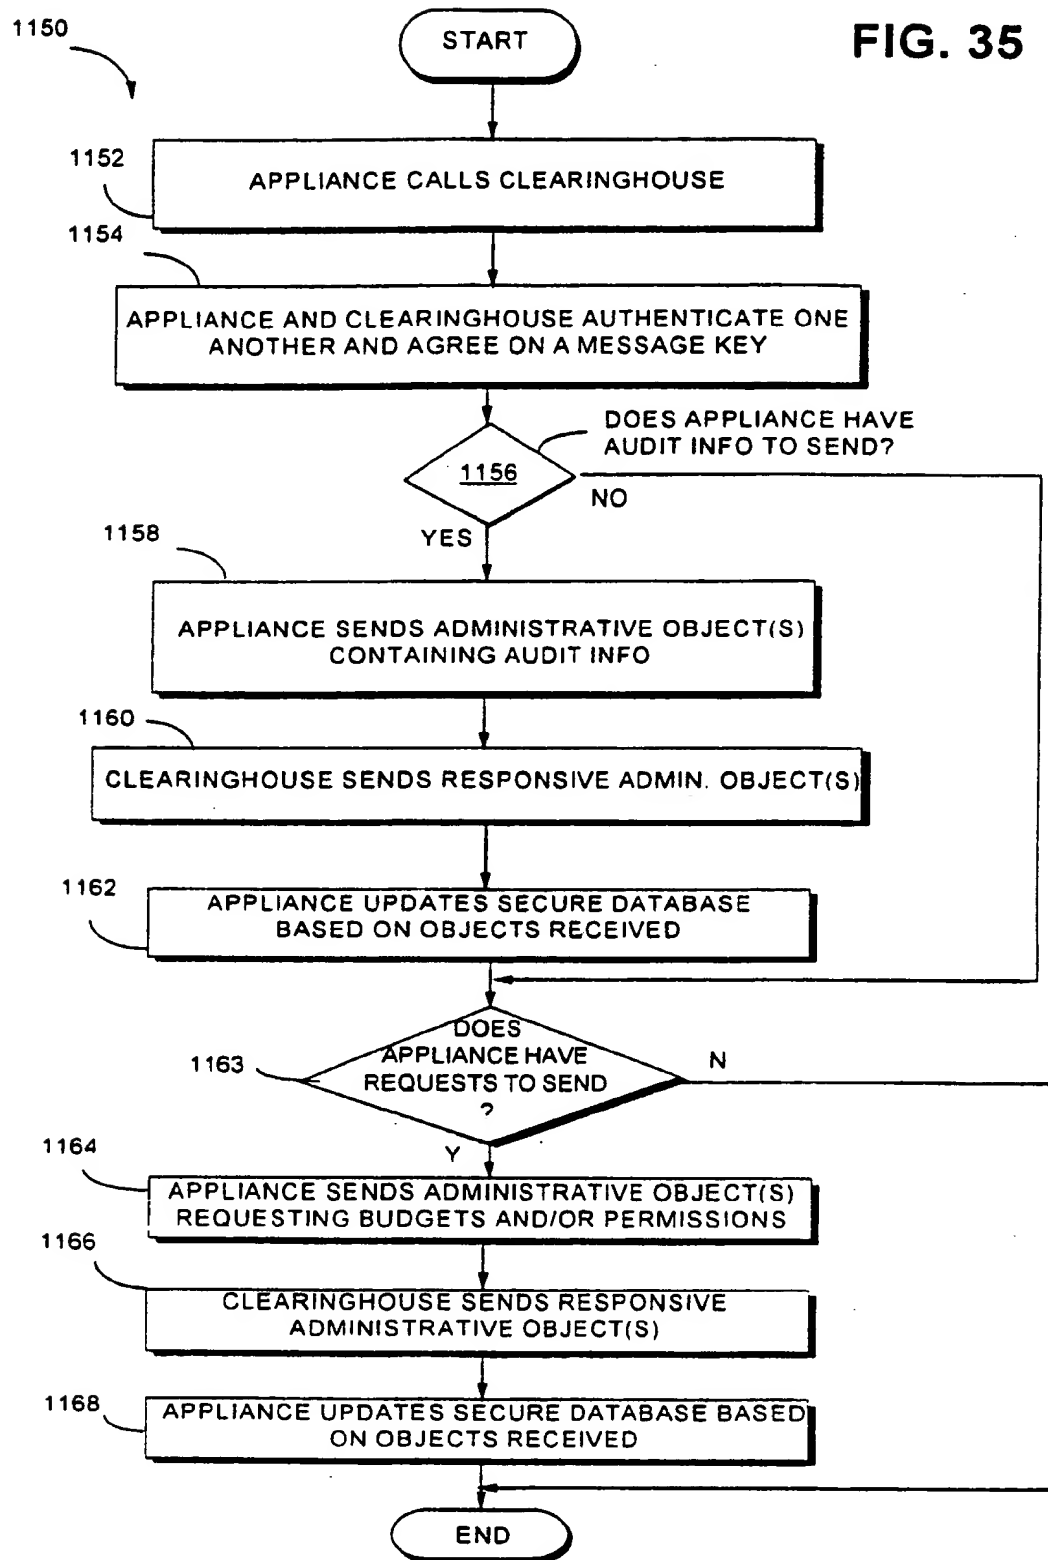 1150
START
FIG. 35
1152
APPLIANCE CALLS CLEARINGHOUSE
1154
APPLIANCE AND CLEARINGHOUSE AUTHENTICATE ONE
ANOTHER AND AGREE ON A MESSAGE KEY
DOES APPLIANCE HAVE
AUDIT INFO TO SEND?
1156
NO
YES
1158
APPLIANCE SENDS ADMINISTRATIVE OBJECT(S)
CONTAINING AUDIT INFO
1160
CLEARINGHOUSE SENDS RESPONSIVE ADMIN. OBJECT(S)
1162
APPLIANCE UPDATES SECURE DATABASE
BASED ON OBJECTS RECEIVED
1163
DOES
APPLIANCE HAVE
REQUESTS TO SEND
?
N
Y
1164
APPLIANCE SENDS ADMINISTRATIVE OBJECT(S)
REQUESTING BUDGETS AND/OR PERMISSIONS
1166
CLEARINGHOUSE SENDS RESPONSIVE
ADMINISTRATIVE OBJECT(S)
1168
APPLIANCE UPDATES SECURE DATABASE BASED
ON OBJECTS RECEIVED
END